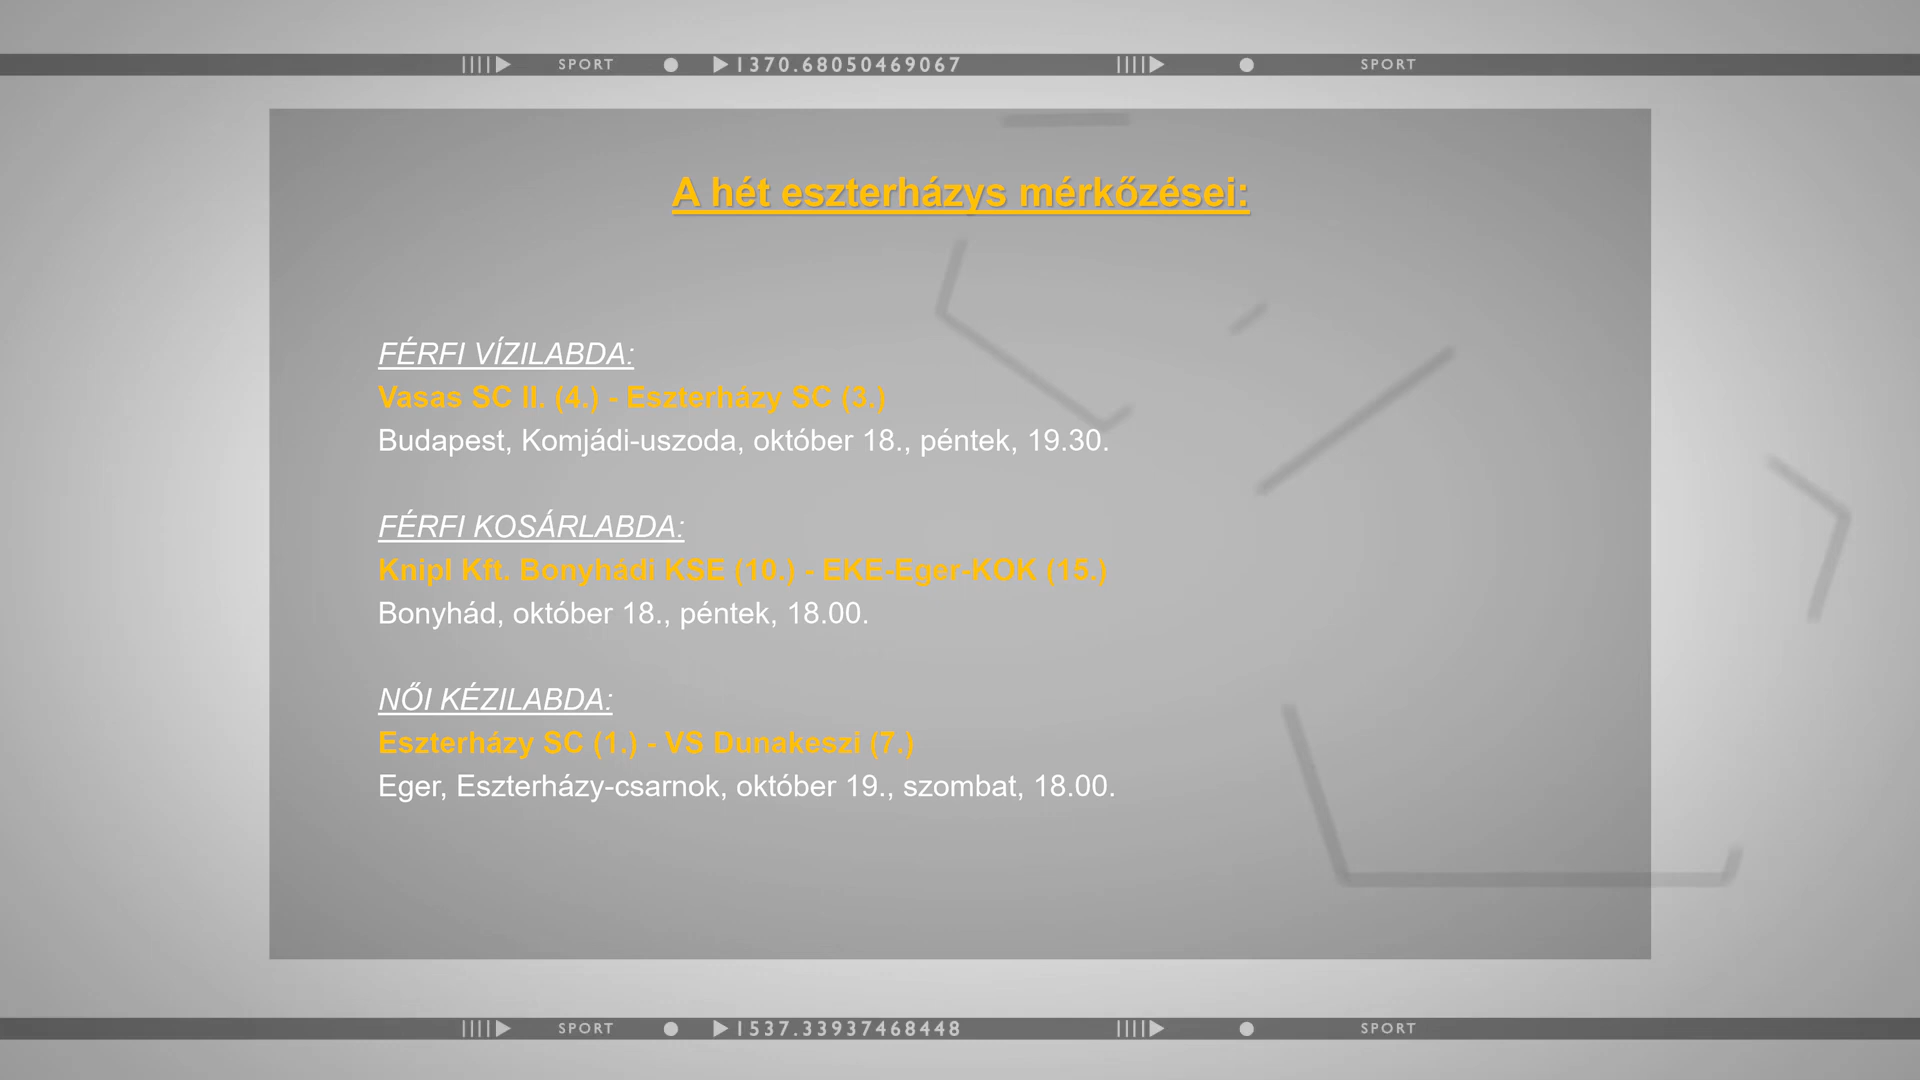 SPORT 1370.68050469067 SPORT
A hét eszterházys mérkőzései:
FÉRFI VÍZILABDA:
Vasas SC II. (4.) - Eszterházy SC (3.)
Budapest, Komjádi-uszoda, október 18., péntek, 19.30.
FÉRFI KOSÁRLABDA:
Knipl Kft. Bonyhádi KSE (10.) - EKE-Eger-KOK (15.)
Bonyhád, október 18., péntek, 18.00.
NŐI KÉZILABDA:
Eszterházy SC (1.) - VS Dunakeszi (7.)
Eger, Eszterházy-csarnok, október 19., szombat, 18.00.
SPORT 1537.33937468448 SPORT